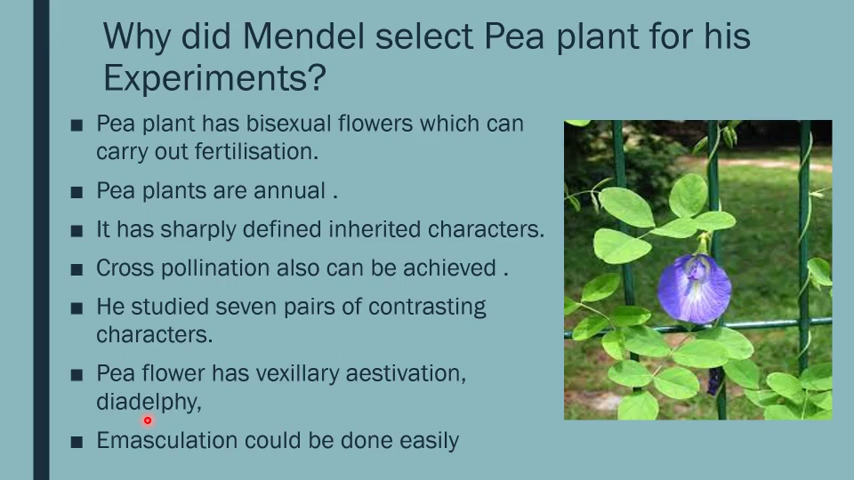 Why did Mendel select Pea plant for his
Experiments?
■ Pea plant has bisexual flowers which can
carry out fertilisation.
■ Pea plants are annual .
■ It has sharply defined inherited characters.
■ Cross pollination also can be achieved .
■ He studied seven pairs of contrasting
characters.
■ Pea flower has vexillary aestivation,
diadelphy,
■ Emasculation could be done easily